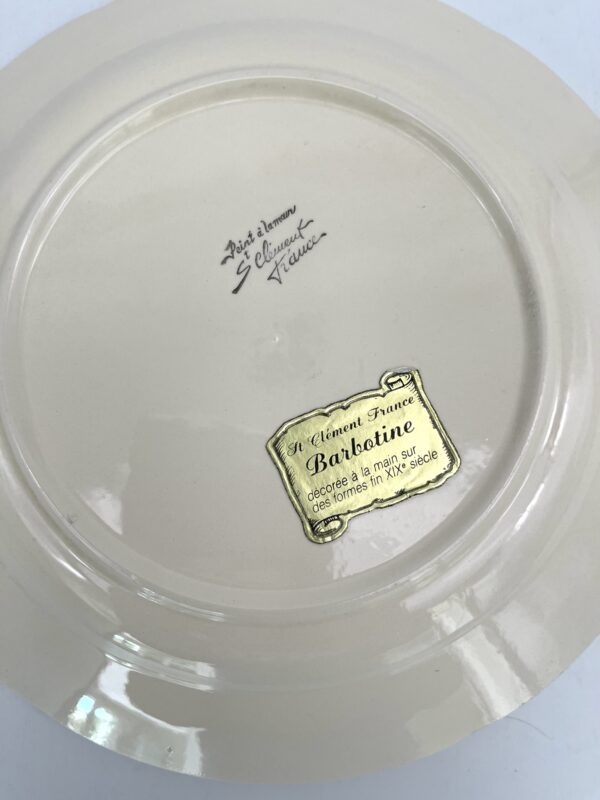 Peint à la main
St Clément
France
St Clément France
Barbotine
décorée à la main sur
des formes fin XIXe siècle